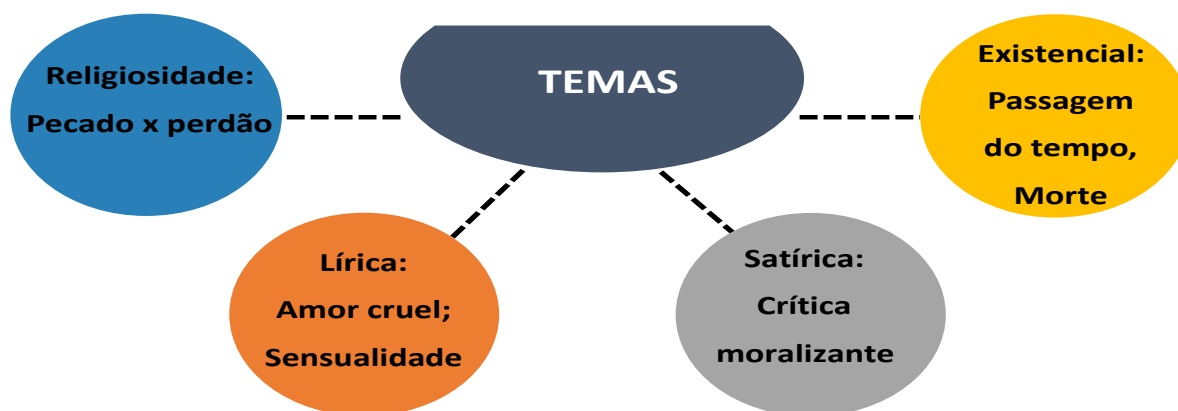 TEMAS
Religiosidade:
Pecado x perdão
Lírica:
Amor cruel;
Sensualidade
Satírica:
Crítica
moralizante
Existencial:
Passagem
do tempo,
Morte